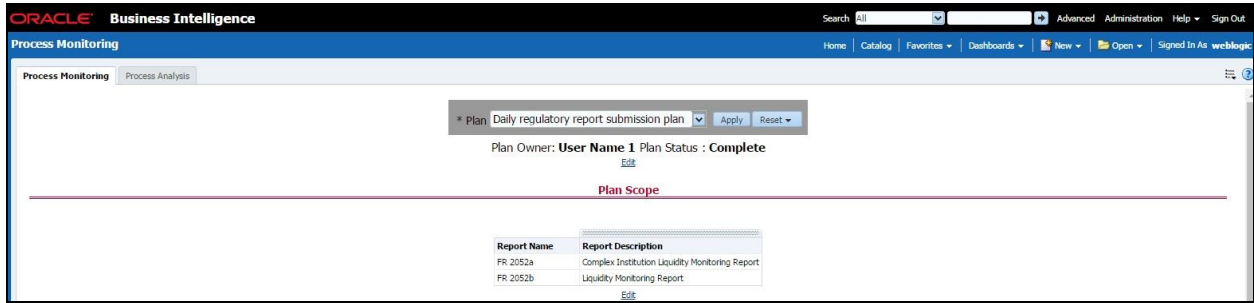 ORACLE Business Intelligence Search All Advanced Administration Help Sign Out
Process Monitoring Home Catalog Favorites Dashboards New Open Signed In As weblogic
Process Monitoring Process Analysis
* Plan Daily regulatory report submission plan Apply Reset
Plan Owner: User Name 1 Plan Status : Complete
Edit
Plan Scope
Report Name Report Description
FR 2052a Complex Institution Liquidity Monitoring Report
FR 2052b Liquidity Monitoring Report
Edit